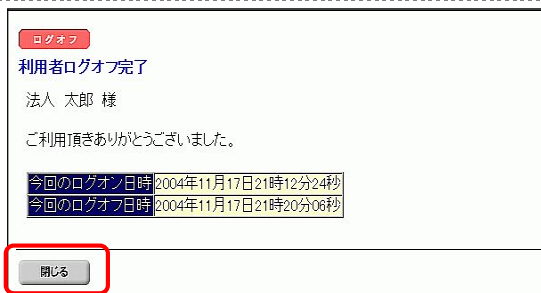 ログオフ
利用者ログオフ完了
法人 太郎 様
ご利用頂きありがとうございました。
今回のログオン日時 2004年11月17日21時12分24秒
今回のログオフ日時 2004年11月17日21時20分06秒
閉じる